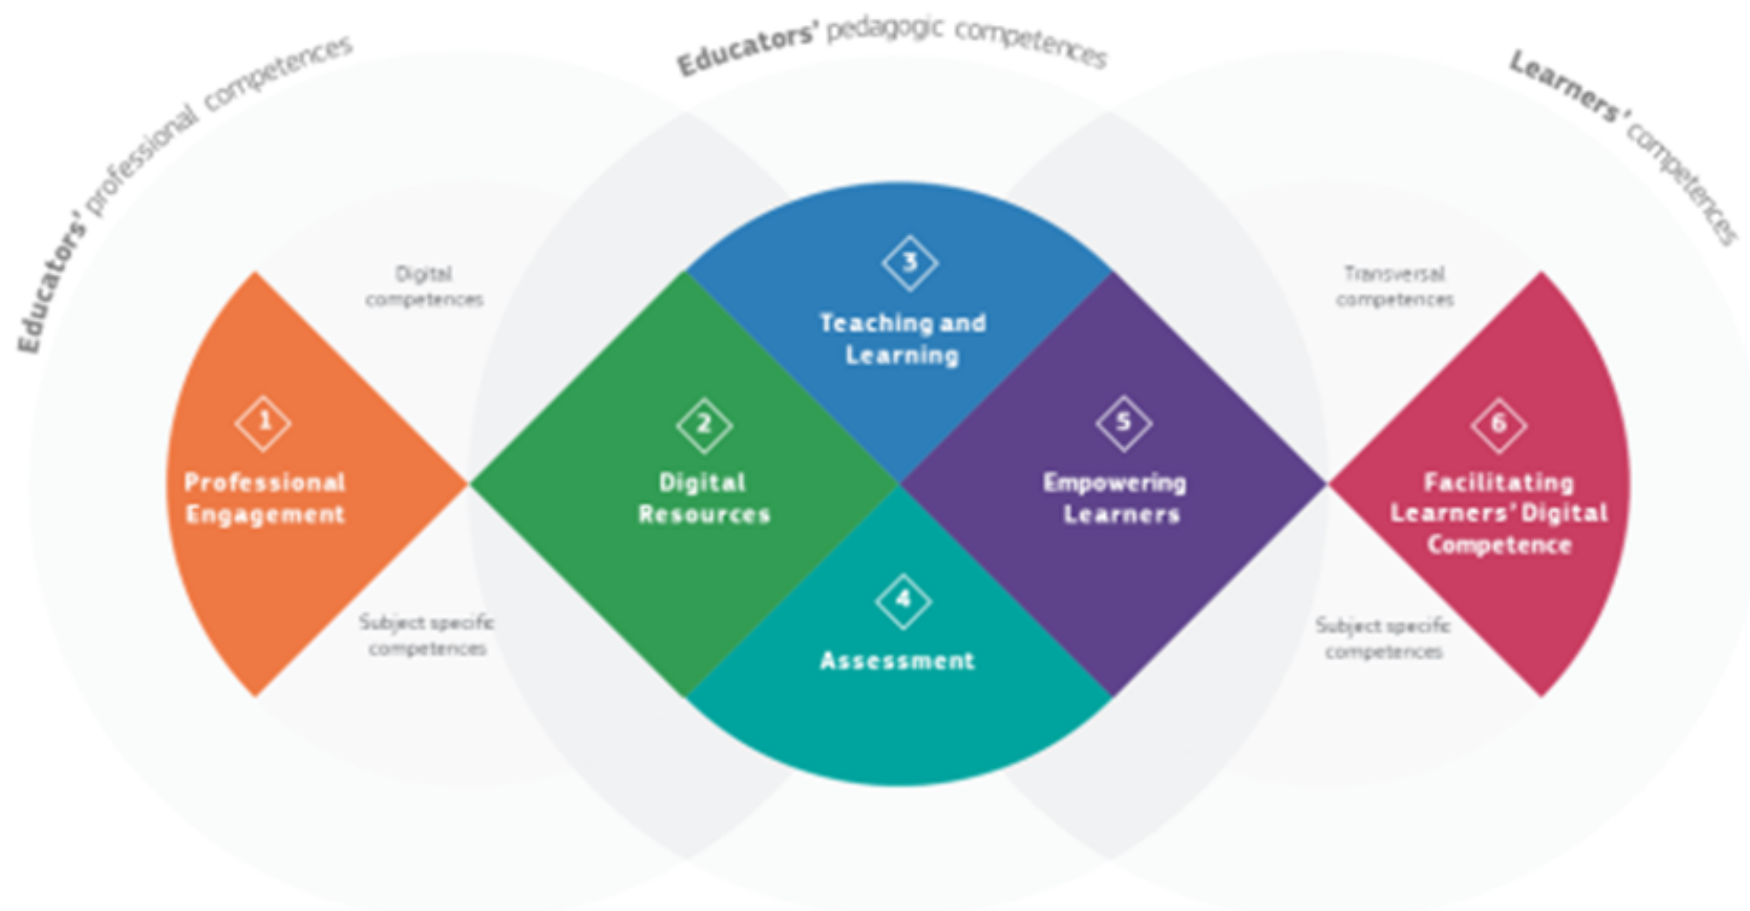 Educators' professional competences
Educators' pedagogic competences
Learners' competences
Digital
competences
Transversal
competences
1
Professional
Engagement
2
Digital
Resources
3
Teaching and
Learning
4
Assessment
5
Empowering
Learners
6
Facilitating
Learners' Digital
Competence
Subject specific
competences
Subject specific
competences